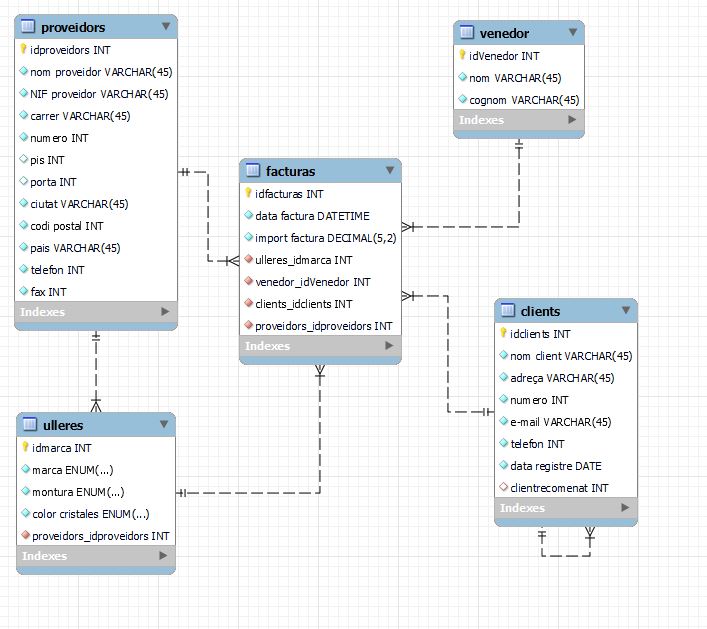 proveidors
idproveidors INT
nom proveidor VARCHAR(45)
NIF proveidor VARCHAR(45)
carrer VARCHAR(45)
numero INT
pis INT
porta INT
ciutat VARCHAR(45)
codi postal INT
pais VARCHAR(45)
telefon INT
fax INT
Indexes
venedor
idVenedor INT
nom VARCHAR(45)
cognom VARCHAR(45)
Indexes
facturas
idfacturas INT
data factura DATETIME
import factura DECIMAL(5,2)
ulleres_idmarca INT
venedor_idVenedor INT
clients_idclients INT
proveidors_idproveidors INT
Indexes
clients
idclients INT
nom client VARCHAR(45)
adreça VARCHAR(45)
numero INT
e-mail VARCHAR(45)
telefon INT
data registre DATE
clientrecomenat INT
Indexes
ulleres
idmarca INT
marca ENUM(...)
montura ENUM(...)
color cristales ENUM(...)
proveidors_idproveidors INT
Indexes